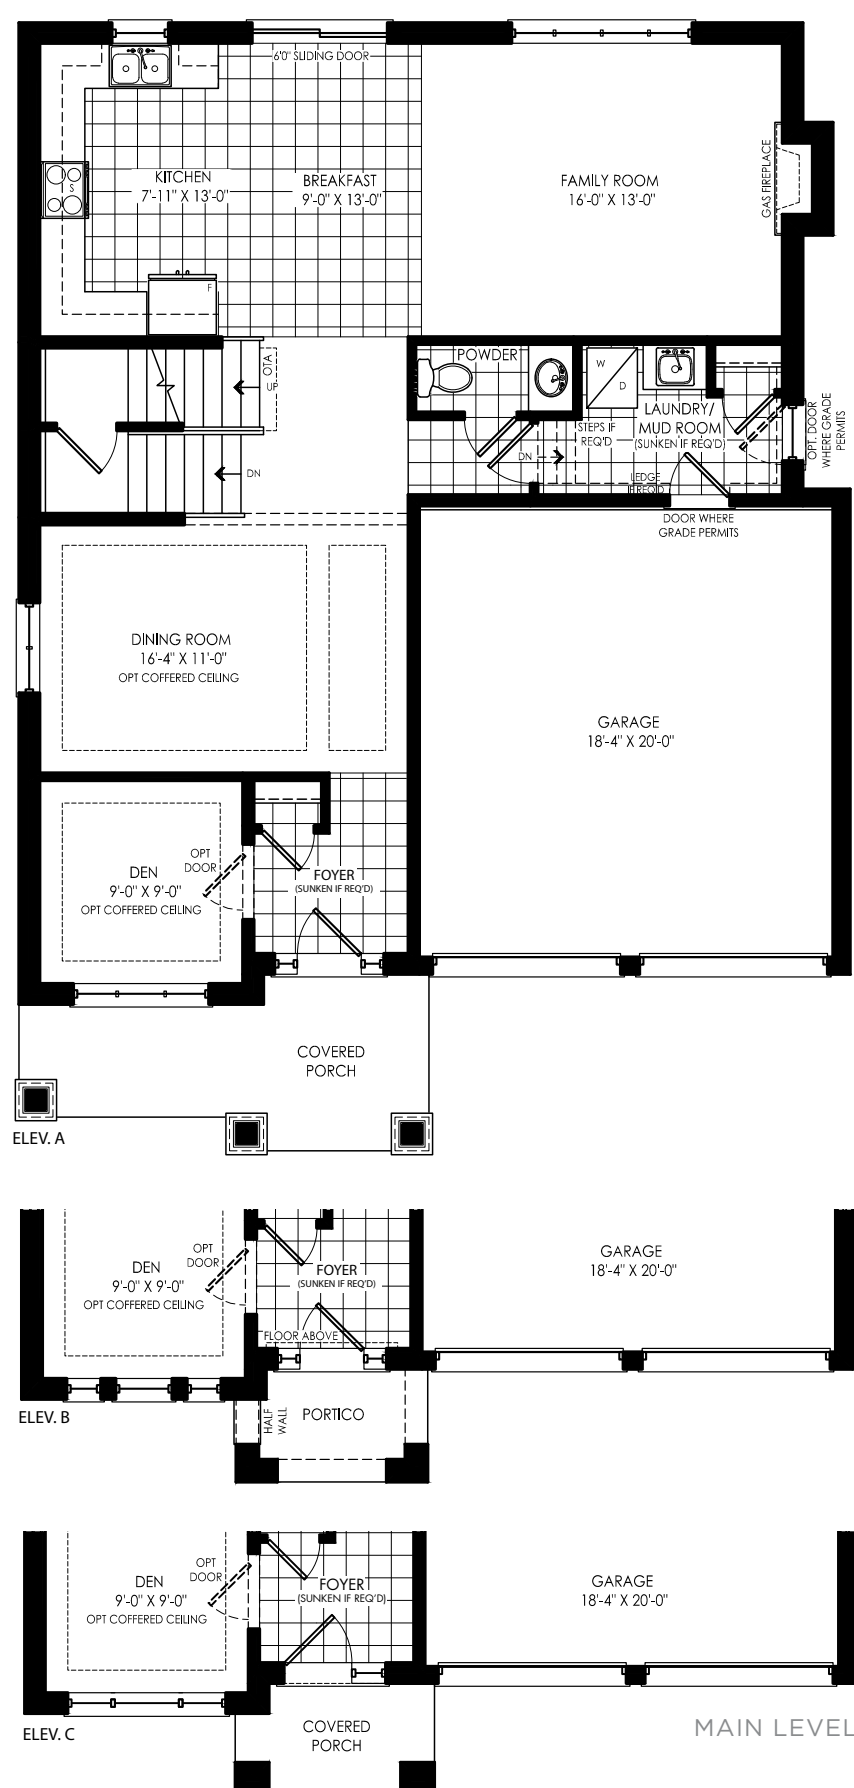 6'0" SLIDING DOOR
KITCHEN
7'-11" X 13'-0"
S
F
BREAKFAST
9'-0" X 13'-0"
FAMILY ROOM
16'-0" X 13'-0"
GAS FIREPLACE
OTA
UP
DN
POWDER
W
D
LAUNDRY/
MUD ROOM
(SUNKEN IF REQ'D)
STEPS IF
REQ'D
DN
LEDGE
IF REQ'D
OPT. DOOR
WHERE GRADE
PERMITS
DOOR WHERE
GRADE PERMITS
DINING ROOM
16'-4" X 11'-0"
OPT COFFERED CEILING
GARAGE
18'-4" X 20'-0"
DEN
9'-0" X 9'-0"
OPT COFFERED CEILING
OPT
DOOR
FOYER
(SUNKEN IF REQ'D)
COVERED
PORCH
ELEV. A
DEN
9'-0" X 9'-0"
OPT COFFERED CEILING
OPT
DOOR
FOYER
(SUNKEN IF REQ'D)
FLOOR ABOVE
GARAGE
18'-4" X 20'-0"
ELEV. B
HALF
WALL
PORTICO
DEN
9'-0" X 9'-0"
OPT COFFERED CEILING
OPT
DOOR
FOYER
(SUNKEN IF REQ'D)
GARAGE
18'-4" X 20'-0"
ELEV. C
COVERED
PORCH
MAIN LEVEL